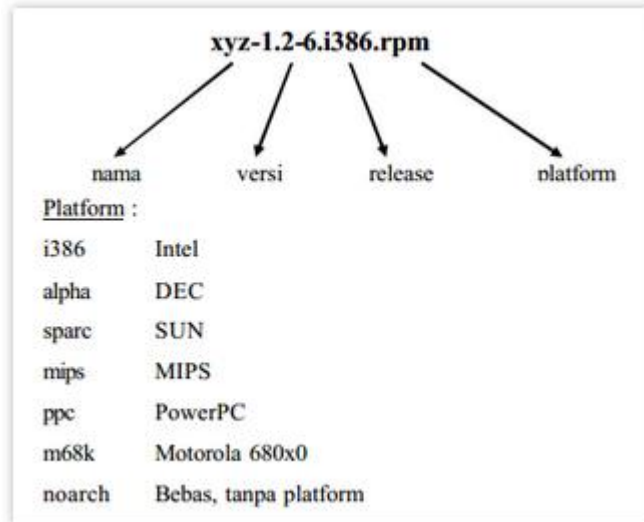 xyz-1.2-6.i386.rpm
nama versi release platform
Platform :
i386 Intel
alpha DEC
sparc SUN
mips MIPS
ppc PowerPC
m68k Motorola 680x0
noarch Bebas, tanpa platform